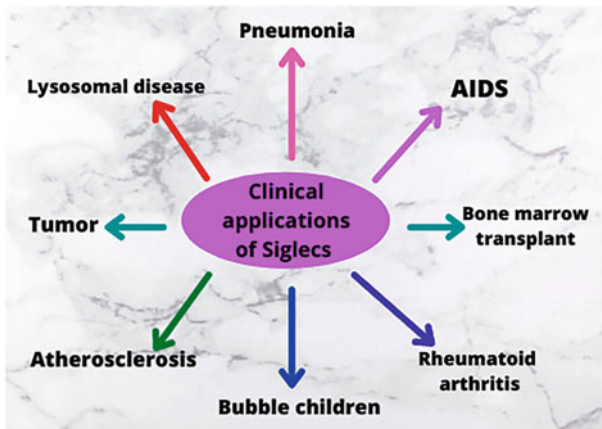 Pneumonia
Lysosomal disease
AIDS
Clinical
applications
of Siglecs
Tumor
Bone marrow
transplant
Atherosclerosis
Rheumatoid
arthritis
Bubble children